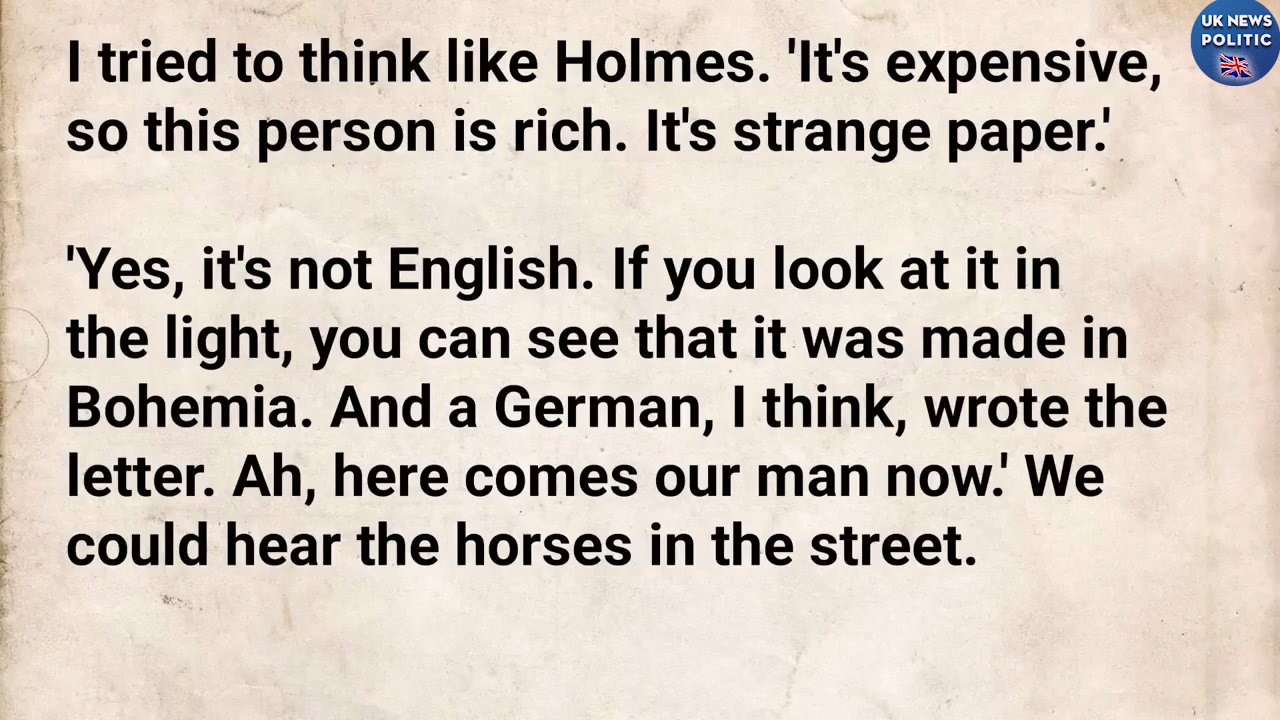 UK NEWS
POLITIC
I tried to think like Holmes. 'It's expensive,
so this person is rich. It's strange paper.'
'Yes, it's not English. If you look at it in
the light, you can see that it was made in
Bohemia. And a German, I think, wrote the
letter. Ah, here comes our man now.' We
could hear the horses in the street.